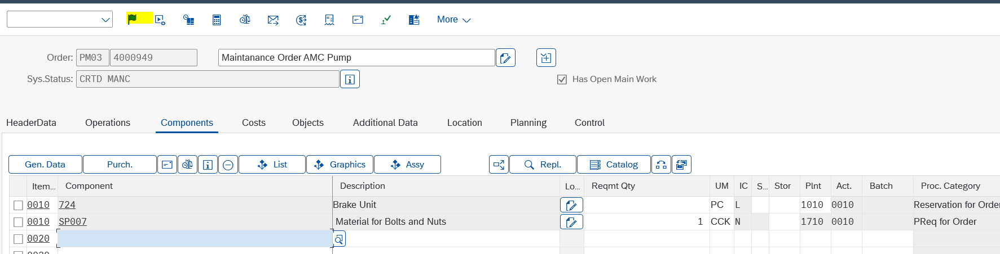 More
Order: PM03 4000949 Maintanance Order AMC Pump
Sys.Status: CRTD MANC Has Open Main Work
HeaderData Operations Components Costs Objects Additional Data Location Planning Control
Gen. Data Purch. List Graphics Assy Repl. Catalog
Item... Component Description Lo... Reqmt Qty UM IC S... Stor Plnt Act. Batch Proc. Category
0010 724 Brake Unit PC L 1010 0010 Reservation for Order
0010 SP007 Material for Bolts and Nuts 1 CCK N 1710 0010 PReq for Order
0020